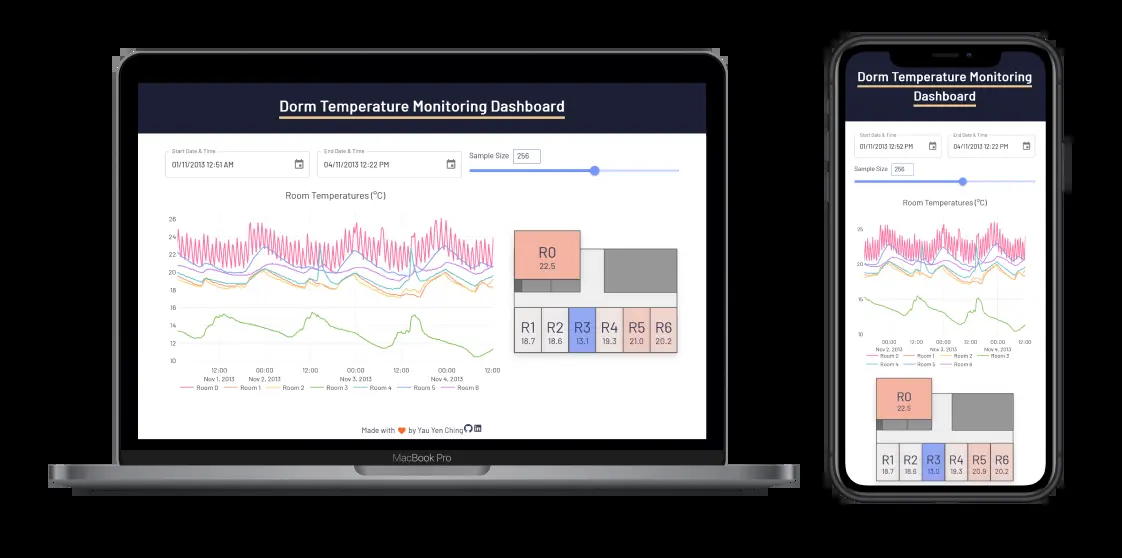 Dorm Temperature Monitoring Dashboard
Start Date & Time
01/11/2013 12:51 AM
End Date & Time
04/11/2013 12:22 PM
Sample Size 256
Room Temperatures (°C)
26
24
22
20
18
16
14
12
10
12:00 00:00 12:00 00:00 12:00 00:00 12:00
Nov 1, 2013 Nov 2, 2013 Nov 3, 2013 Nov 4, 2013
Room 0 Room 1 Room 2 Room 3 Room 4 Room 5 Room 6
R0
22.5
R1 R2 R3 R4 R5 R6
18.7 18.6 13.1 19.3 21.0 20.2
Made with by Yau Yen Ching
MacBook Pro
Dorm Temperature Monitoring
Dashboard
Start Date & Time
01/11/2013 12:52 PM
End Date & Time
04/11/2013 12:22 PM
Sample Size 256
Room Temperatures (°C)
25
20
15
10
00:00 12:00 00:00 12:00 00:00 12:00
Nov 2, 2013 Nov 3, 2013 Nov 4, 2013
Room 0 Room 1 Room 2 Room 3
Room 4 Room 5 Room 6
R0
22.5
R1 R2 R3 R4 R5 R6
18.7 18.6 13.0 19.3 20.9 20.2